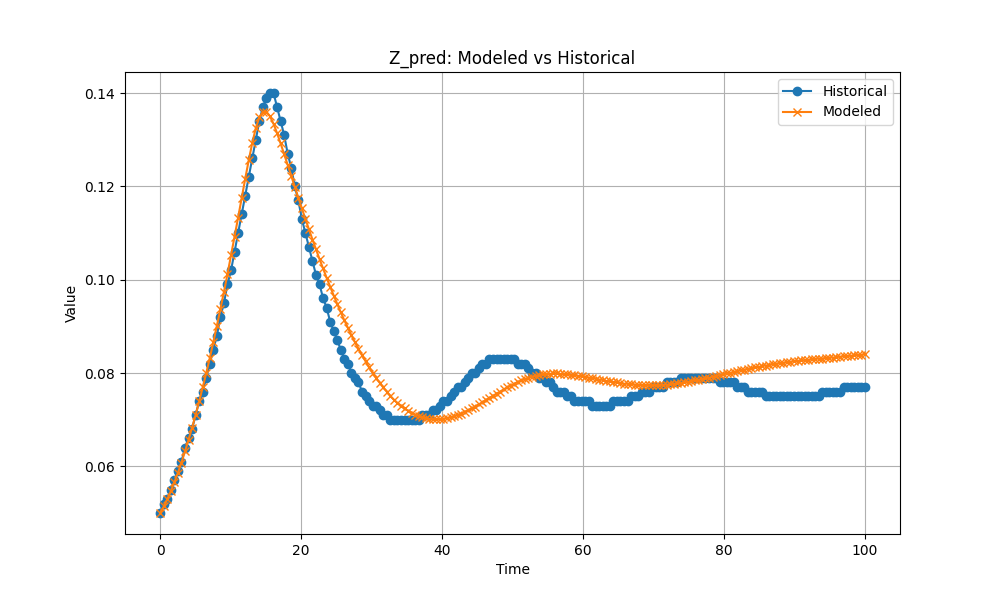 Z_pred: Modeled vs Historical
Historical
Modeled
Value
0.14
0.12
0.10
0.08
0.06
0
20
40
60
80
100
Time